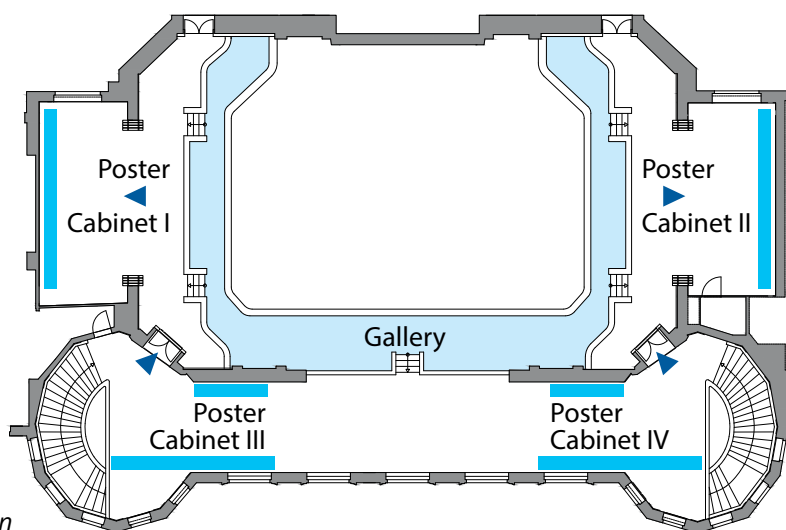 Poster
Cabinet I
Poster
Cabinet II
Gallery
Poster
Cabinet III
Poster
Cabinet IV
n